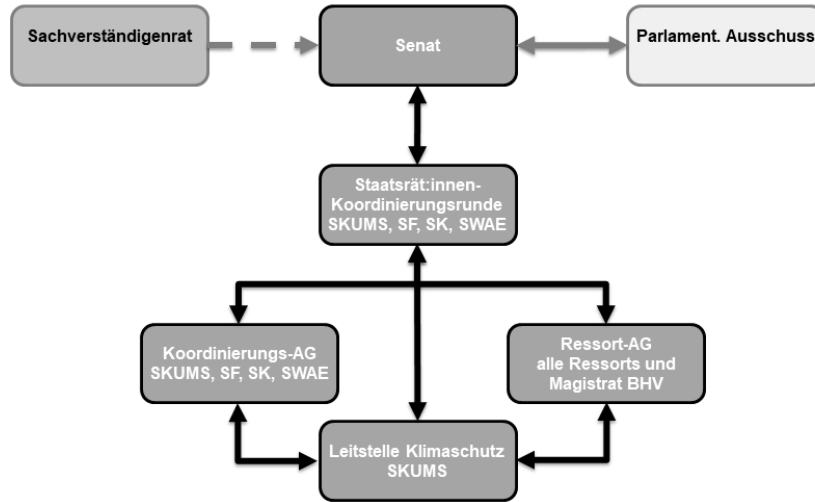 Sachverständigenrat
Senat
Parlament. Ausschuss
Staatsrät:innen-
Koordinierungsrunde
SKUMS, SF, SK, SWAE
Koordinierungs-AG
SKUMS, SF, SK, SWAE
Ressort-AG
alle Ressorts und
Magistrat BHV
Leitstelle Klimaschutz
SKUMS